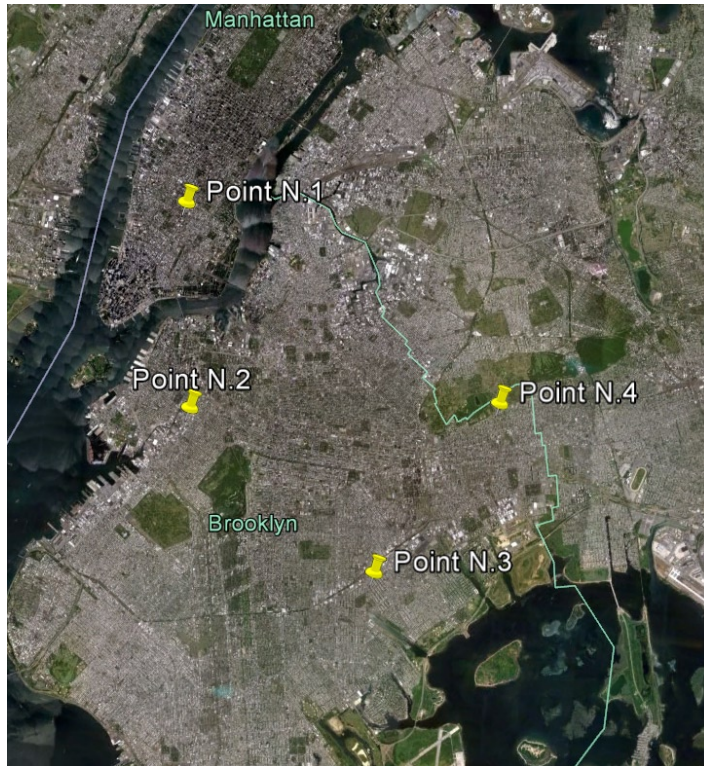 Manhattan
Point N.1
Point N.2
Point N.4
Brooklyn
Point N.3